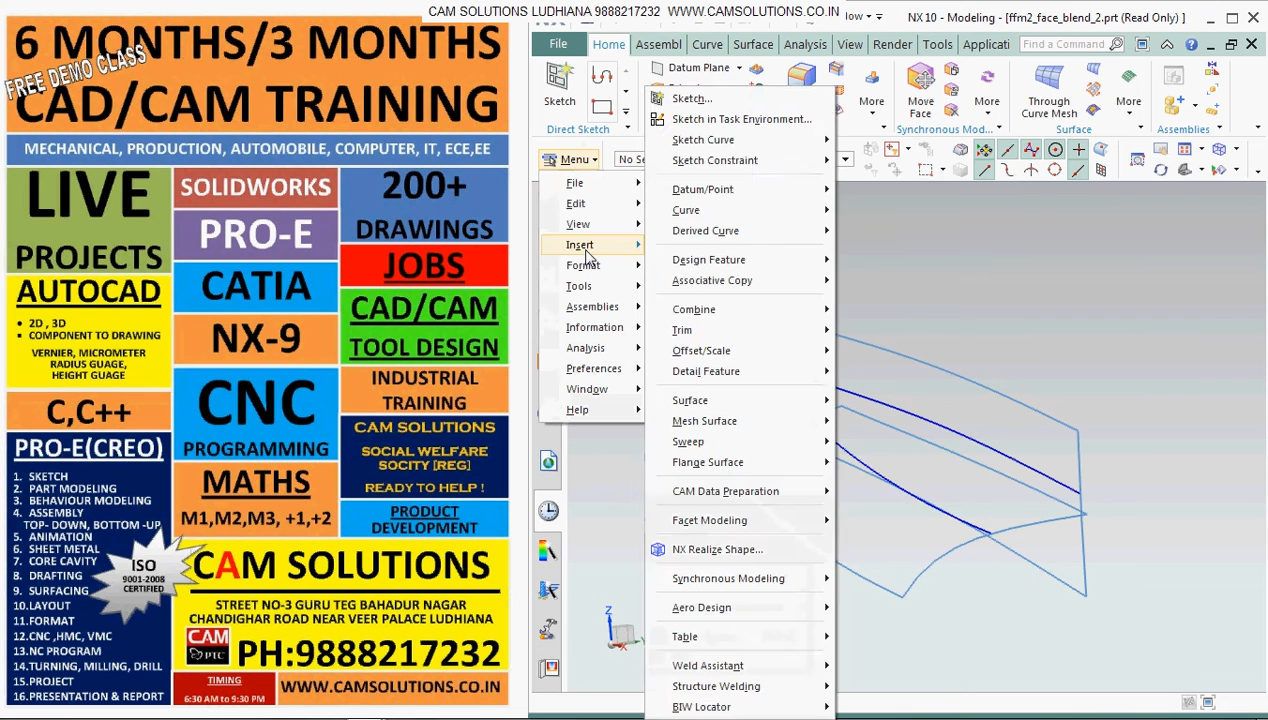 CAM SOLUTIONS LUDHIANA 9888217232 WWW.CAMSOLUTIONS.CO.IN
6 MONTHS/3 MONTHS
FREE DEMO CLASS
CAD/CAM TRAINING
MECHANICAL, PRODUCTION, AUTOMOBILE, COMPUTER, IT, ECE,EE
LIVE
PROJECTS
SOLIDWORKS
200+
DRAWINGS
PRO-E
AUTOCAD
• 2D , 3D
• COMPONENT TO DRAWING
VERNIER, MICROMETER
RADIUS GUAGE,
HEIGHT GUAGE
CATIA
JOBS
NX-9
CAD/CAM
TOOL DESIGN
C,C++
CNC
PROGRAMMING
INDUSTRIAL
TRAINING
CAM SOLUTIONS
SOCIAL WELFARE
SOCITY [REG]
READY TO HELP !
PRO-E(CREO)
1. SKETCH
2. PART MODELING
3. BEHAVIOUR MODELING
4. ASSEMBLY
TOP- DOWN, BOTTOM -UP
5. ANIMATION
6. SHEET METAL
7. CORE CAVITY
8. DRAFTING
9. SURFACING
10.LAYOUT
11.FORMAT
12.CNC ,HMC, VMC
13.NC PROGRAM
14.TURNING, MILLING, DRILL
15.PROJECT
16.PRESENTATION & REPORT
MATHS
M1,M2,M3, +1,+2
PRODUCT
DEVELOPMENT
ISO
9001-2008
CERTIFIED
CAM SOLUTIONS
STREET NO-3 GURU TEG BAHADUR NAGAR
CHANDIGHAR ROAD NEAR VEER PALACE LUDHIANA
CAM
PTC
PH:9888217232
TIMING
6:30 AM to 9:30 PM
WWW.CAMSOLUTIONS.CO.IN
NX 10 - Modeling - [ffm2_face_blend_2.prt (Read Only) ]
File Home Assembl Curve Surface Analysis View Render Tools Applicati Find a Command
Sketch
Direct Sketch
Datum Plane
More
Move
Face
More
Synchronous Mod...
Through
Curve Mesh
More
Surface
Assemblies
Menu
File
Edit
View
Insert
Format
Tools
Assemblies
Information
Analysis
Preferences
Window
Help
Sketch...
Sketch in Task Environment...
Sketch Curve
Sketch Constraint
Datum/Point
Curve
Derived Curve
Design Feature
Associative Copy
Combine
Trim
Offset/Scale
Detail Feature
Surface
Mesh Surface
Sweep
Flange Surface
CAM Data Preparation
Facet Modeling
NX Realize Shape...
Synchronous Modeling
Aero Design
Table
Weld Assistant
Structure Welding
BIW Locator
Z